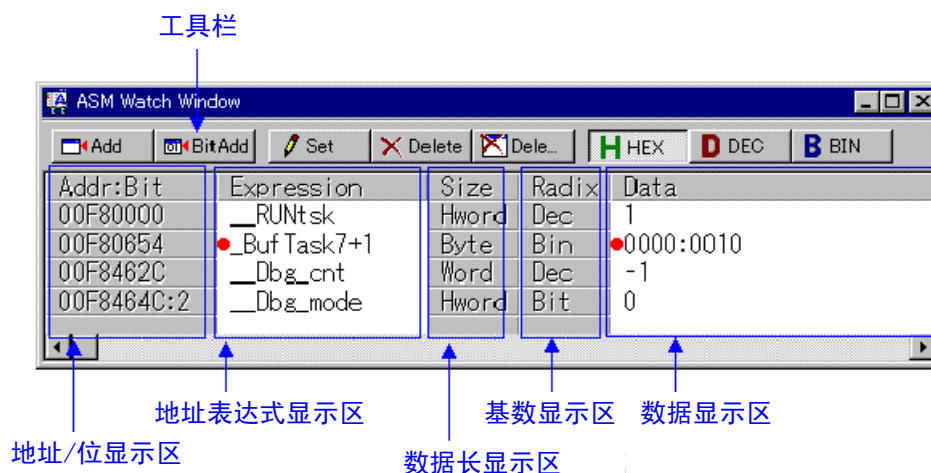 工具栏
ASM Watch Window
Add BitAdd Set Delete Dele... H HEX D DEC B BIN
Addr:Bit Expression Size Radix Data
00F80000 __RUNtsk Hword Dec 1
00F80654 _BufTask7+1 Byte Bin 0000:0010
00F8462C __Dbg_cnt Word Dec -1
00F8464C:2 __Dbg_mode Hword Bit 0
地址表达式显示区 基数显示区 数据显示区
地址/位显示区 数据长显示区